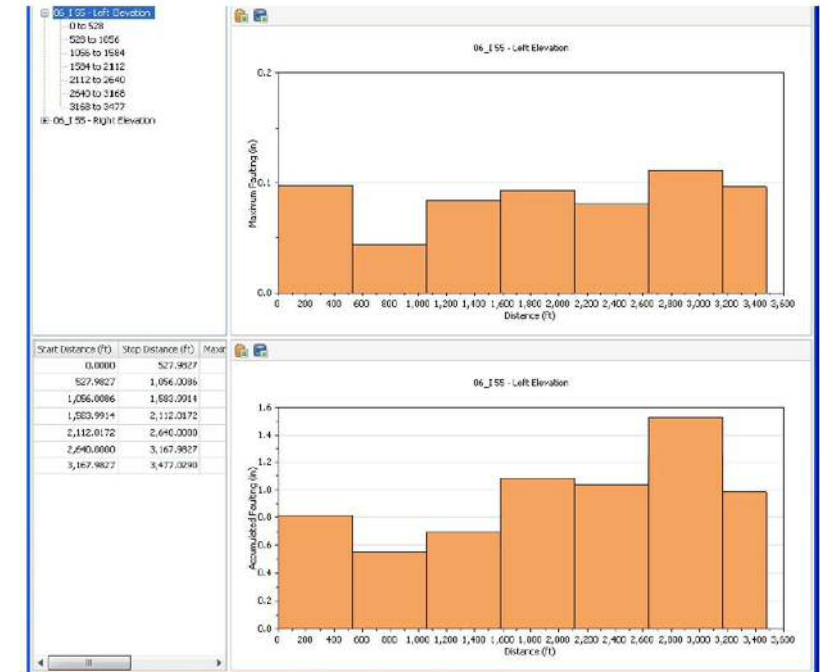 06_I 55 - Left Elevation
0 to 528
528 to 1056
1056 to 1584
1584 to 2112
2112 to 2640
2640 to 3168
3168 to 3477
06_I 55 - Right Elevation
06_I 55 - Left Elevation
Maximum Faulting (in)
0.2
0.1
0.0
0 200 400 600 800 1,000 1,200 1,400 1,600 1,800 2,000 2,200 2,400 2,600 2,800 3,000 3,200 3,400 3,600
Distance (ft)
Start Distance (ft) Stop Distance (ft) Maxir
0.0000 527.9827
527.9827 1,056.0086
1,056.0086 1,583.9914
1,583.9914 2,112.0172
2,112.0172 2,640.0000
2,640.0000 3,167.9827
3,167.9827 3,477.0290
06_I 55 - Left Elevation
Accumulated Faulting (in)
1.6
1.4
1.2
1.0
0.8
0.6
0.4
0.2
0.0
0 200 400 600 800 1,000 1,200 1,400 1,600 1,800 2,000 2,200 2,400 2,600 2,800 3,000 3,200 3,400 3,600
Distance (ft)